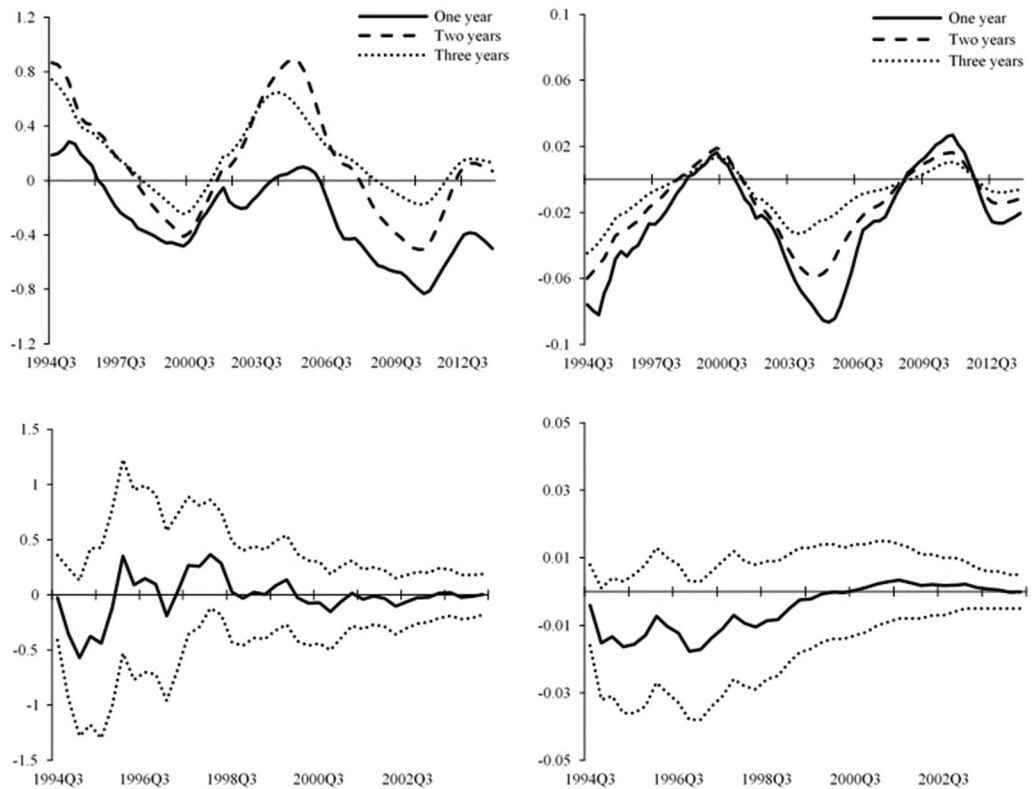 1.2
0.8
0.4
0
-0.4
-0.8
-1.2
One year
Two years
Three years
1994Q3 1997Q3 2000Q3 2003Q3 2006Q3 2009Q3 2012Q3
0.1
0.06
0.02
-0.02
-0.06
-0.1
One year
Two years
Three years
1994Q3 1997Q3 2000Q3 2003Q3 2006Q3 2009Q3 2012Q3
1.5
1
0.5
0
-0.5
-1
-1.5
1994Q3 1996Q3 1998Q3 2000Q3 2002Q3
0.05
0.03
0.01
-0.01
-0.03
-0.05
1994Q3 1996Q3 1998Q3 2000Q3 2002Q3